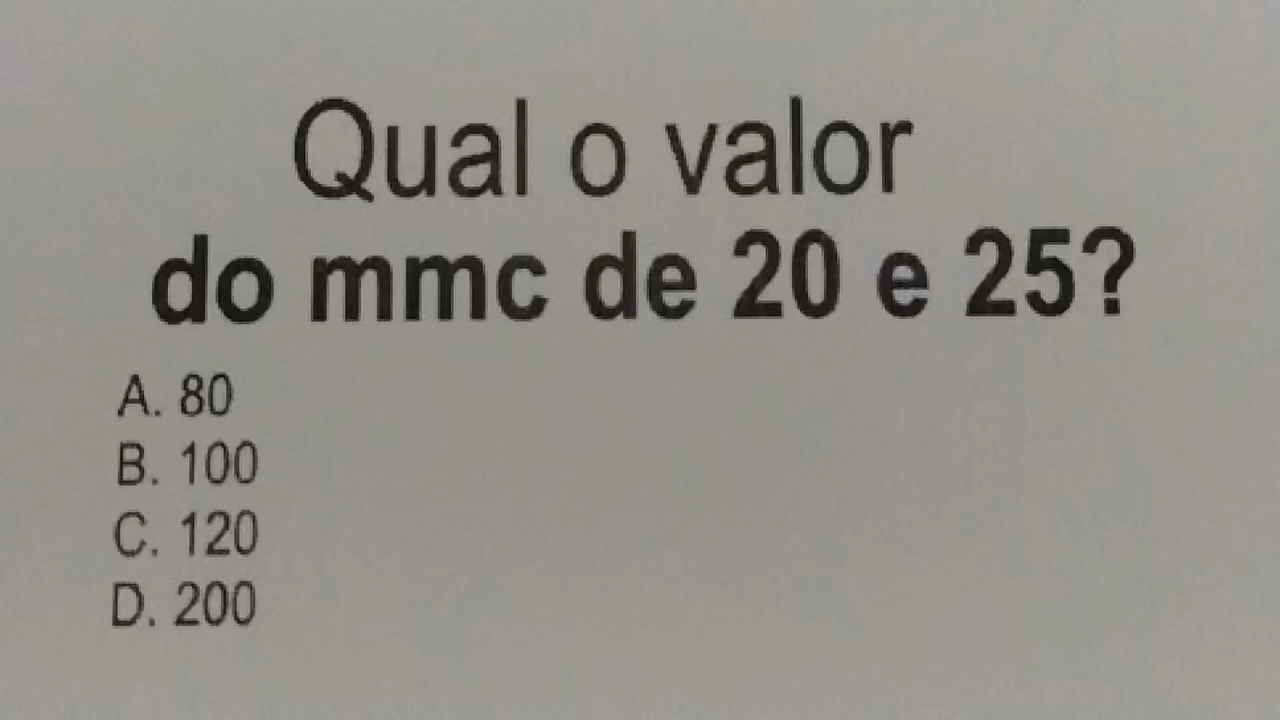 Qual o valor
do mmc de 20 e 25?
A. 80
B. 100
C. 120
D. 200